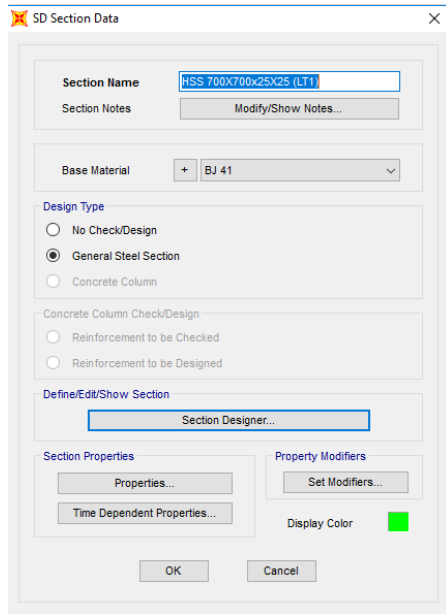 SD Section Data
Section Name HSS 700X700x25X25 (LT1)
Section Notes Modify/Show Notes...
Base Material + BJ 41
Design Type
No Check/Design
General Steel Section
Concrete Column
Concrete Column Check/Design
Reinforcement to be Checked
Reinforcement to be Designed
Define/Edit/Show Section
Section Designer...
Section Properties Property Modifiers
Properties... Set Modifiers...
Time Dependent Properties... Display Color
OK Cancel